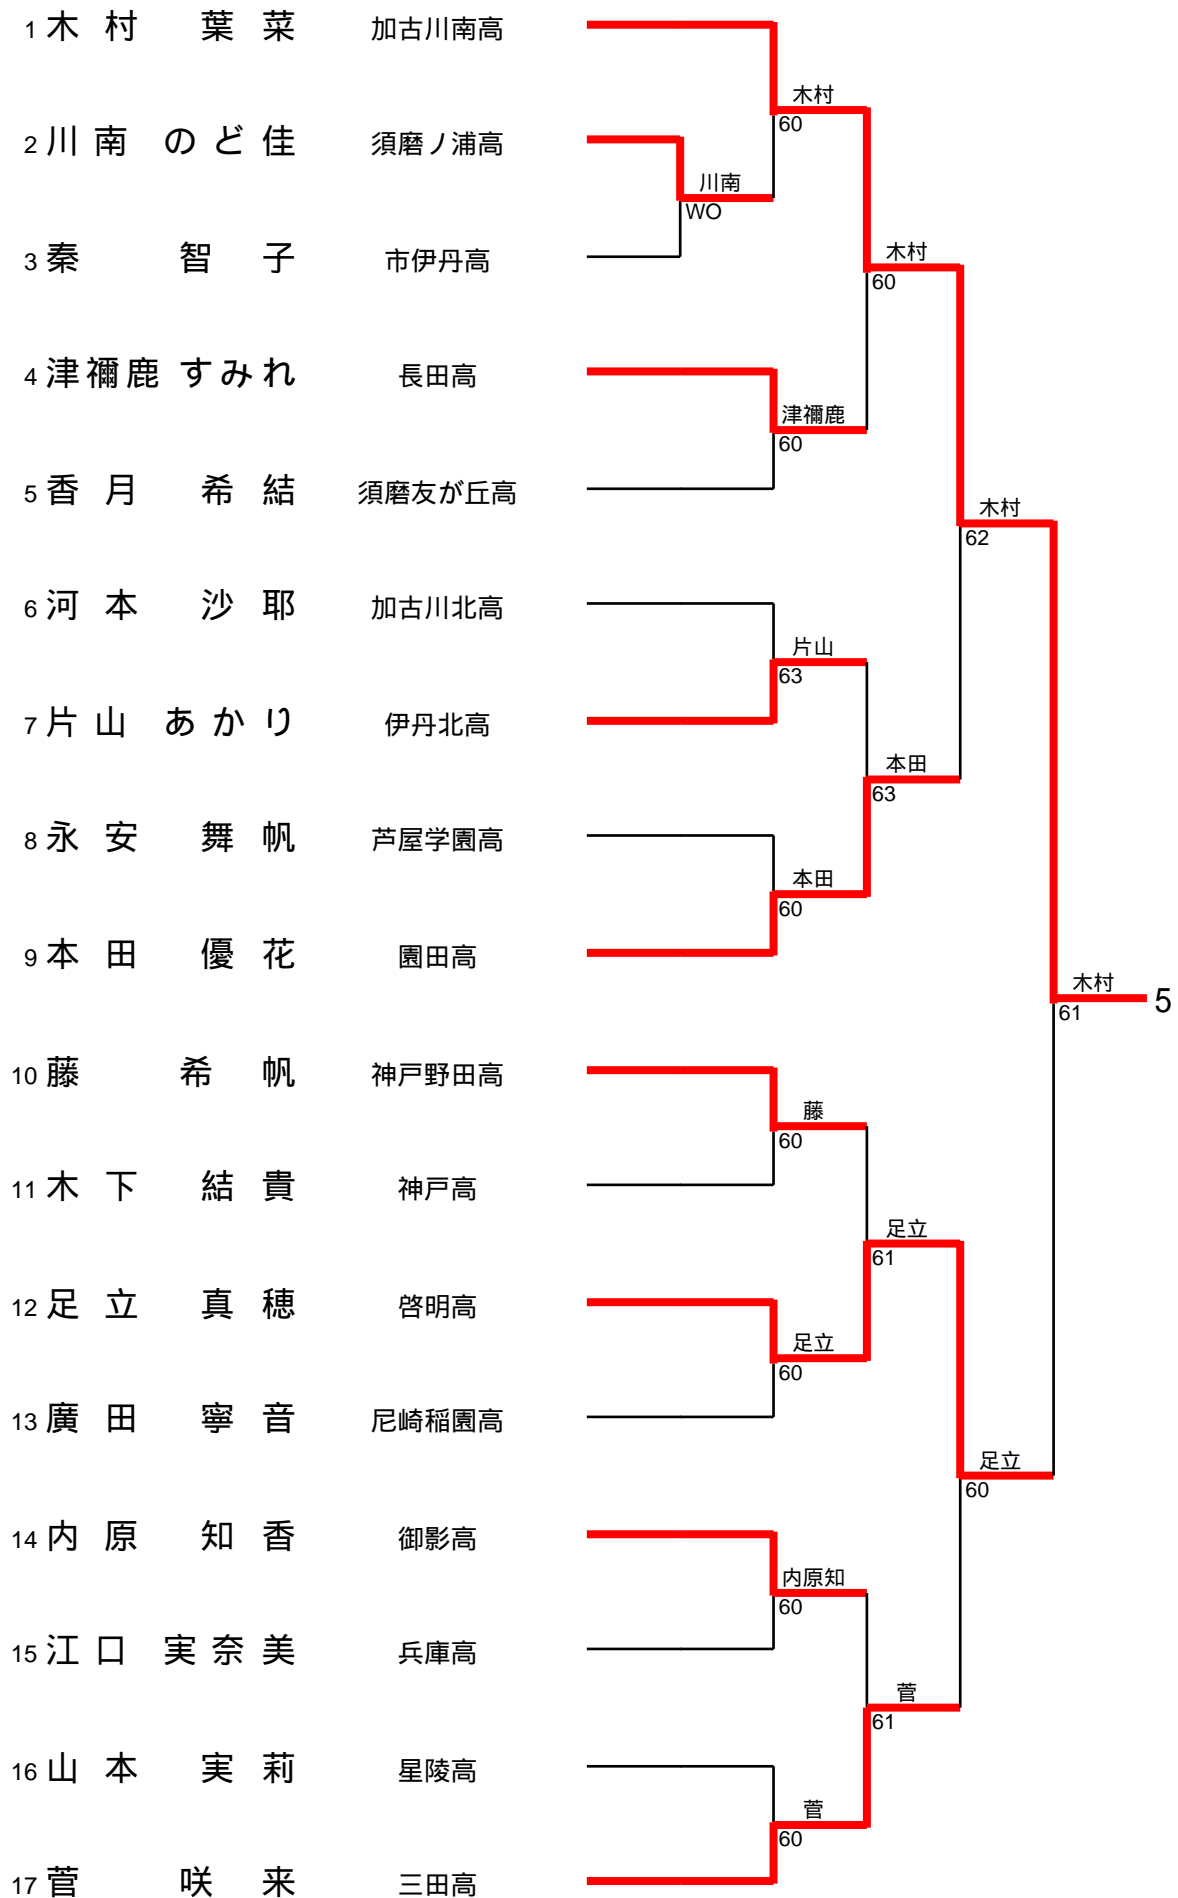 1 木村 葉菜 加古川南高
木村
60
2 川南 のど佳 須磨ノ浦高
川南
WO
3 秦 智子 市伊丹高
木村
60
4 津禰鹿 すみれ 長田高
津禰鹿
60
5 香月 希結 須磨友が丘高
木村
62
6 河本 沙耶 加古川北高
片山
63
7 片山 あかり 伊丹北高
本田
63
8 永安 舞帆 芦屋学園高
本田
60
9 本田 優花 園田高
木村
61
5
10 藤 希帆 神戸野田高
藤
60
11 木下 結貴 神戸高
足立
61
12 足立 真穂 啓明高
足立
60
13 廣田 寧音 尼崎稲園高
足立
60
14 内原 知香 御影高
内原知
60
15 江口 実奈美 兵庫高
菅
61
16 山本 実莉 星陵高
菅
60
17 菅 咲来 三田高